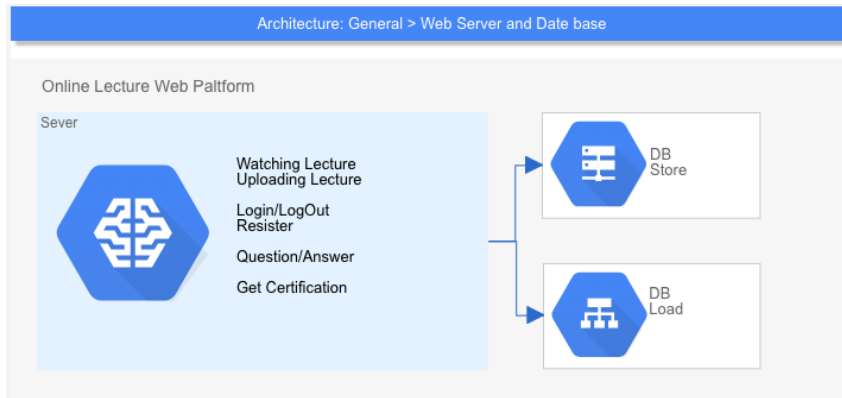 Architecture: General > Web Server and Date base
Online Lecture Web Paltform
Sever
Watching Lecture
Uploading Lecture
Login/LogOut
Resister
Question/Answer
Get Certification
DB
Store
DB
Load